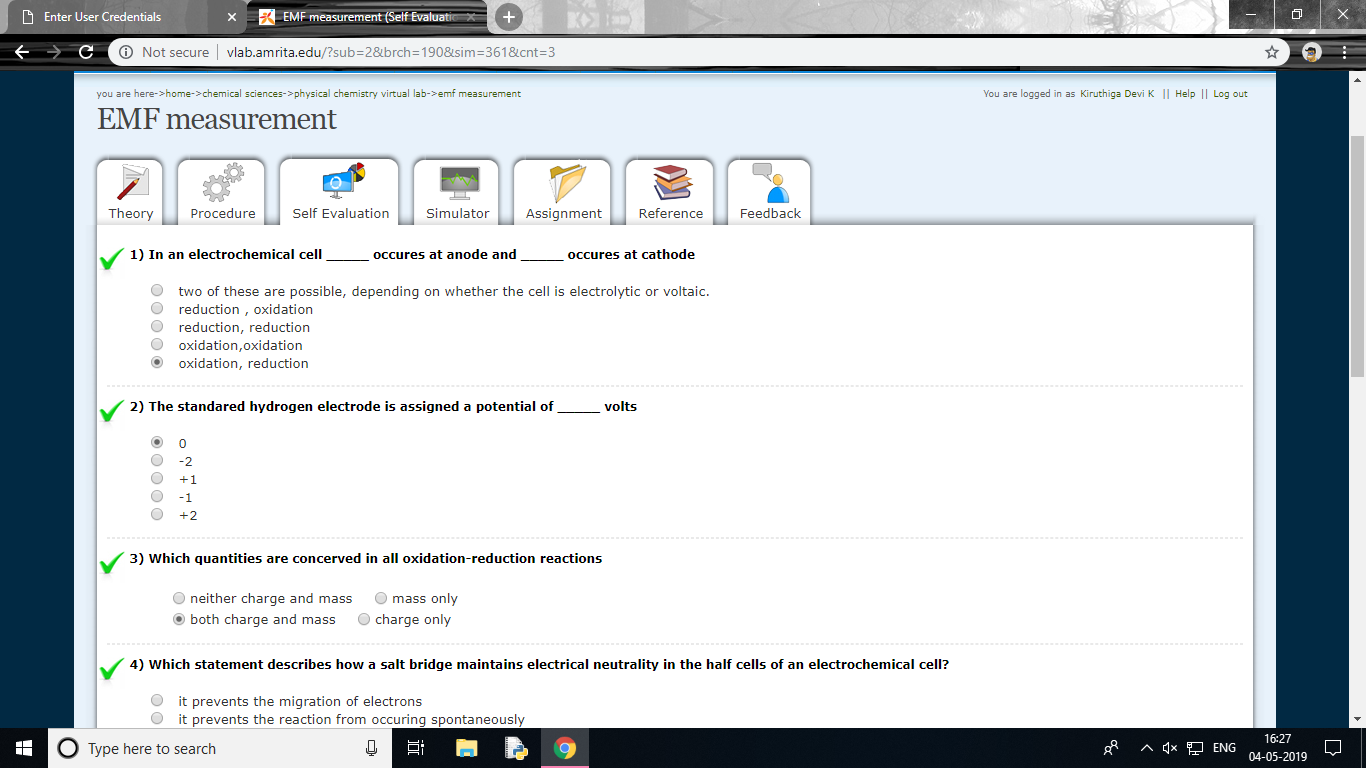 Enter User Credentials
EMF measurement (Self Evaluati
Not secure | vlab.amrita.edu/?sub=2&brch=190&sim=361&cnt=3
you are here->home->chemical sciences->physical chemistry virtual lab->emf measurement
You are logged in as Kiruthiga Devi K || Help || Log out
EMF measurement
Theory
Procedure
Self Evaluation
Simulator
Assignment
Reference
Feedback
1) In an electrochemical cell ______ occures at anode and ______ occures at cathode
two of these are possible, depending on whether the cell is electrolytic or voltaic.
reduction , oxidation
reduction, reduction
oxidation,oxidation
oxidation, reduction
2) The standared hydrogen electrode is assigned a potential of ______ volts
0
-2
+1
-1
+2
3) Which quantities are concerved in all oxidation-reduction reactions
neither charge and mass mass only
both charge and mass charge only
4) Which statement describes how a salt bridge maintains electrical neutrality in the half cells of an electrochemical cell?
it prevents the migration of electrons
it prevents the reaction from occuring spontaneously
Type here to search
ENG
16:27
04-05-2019